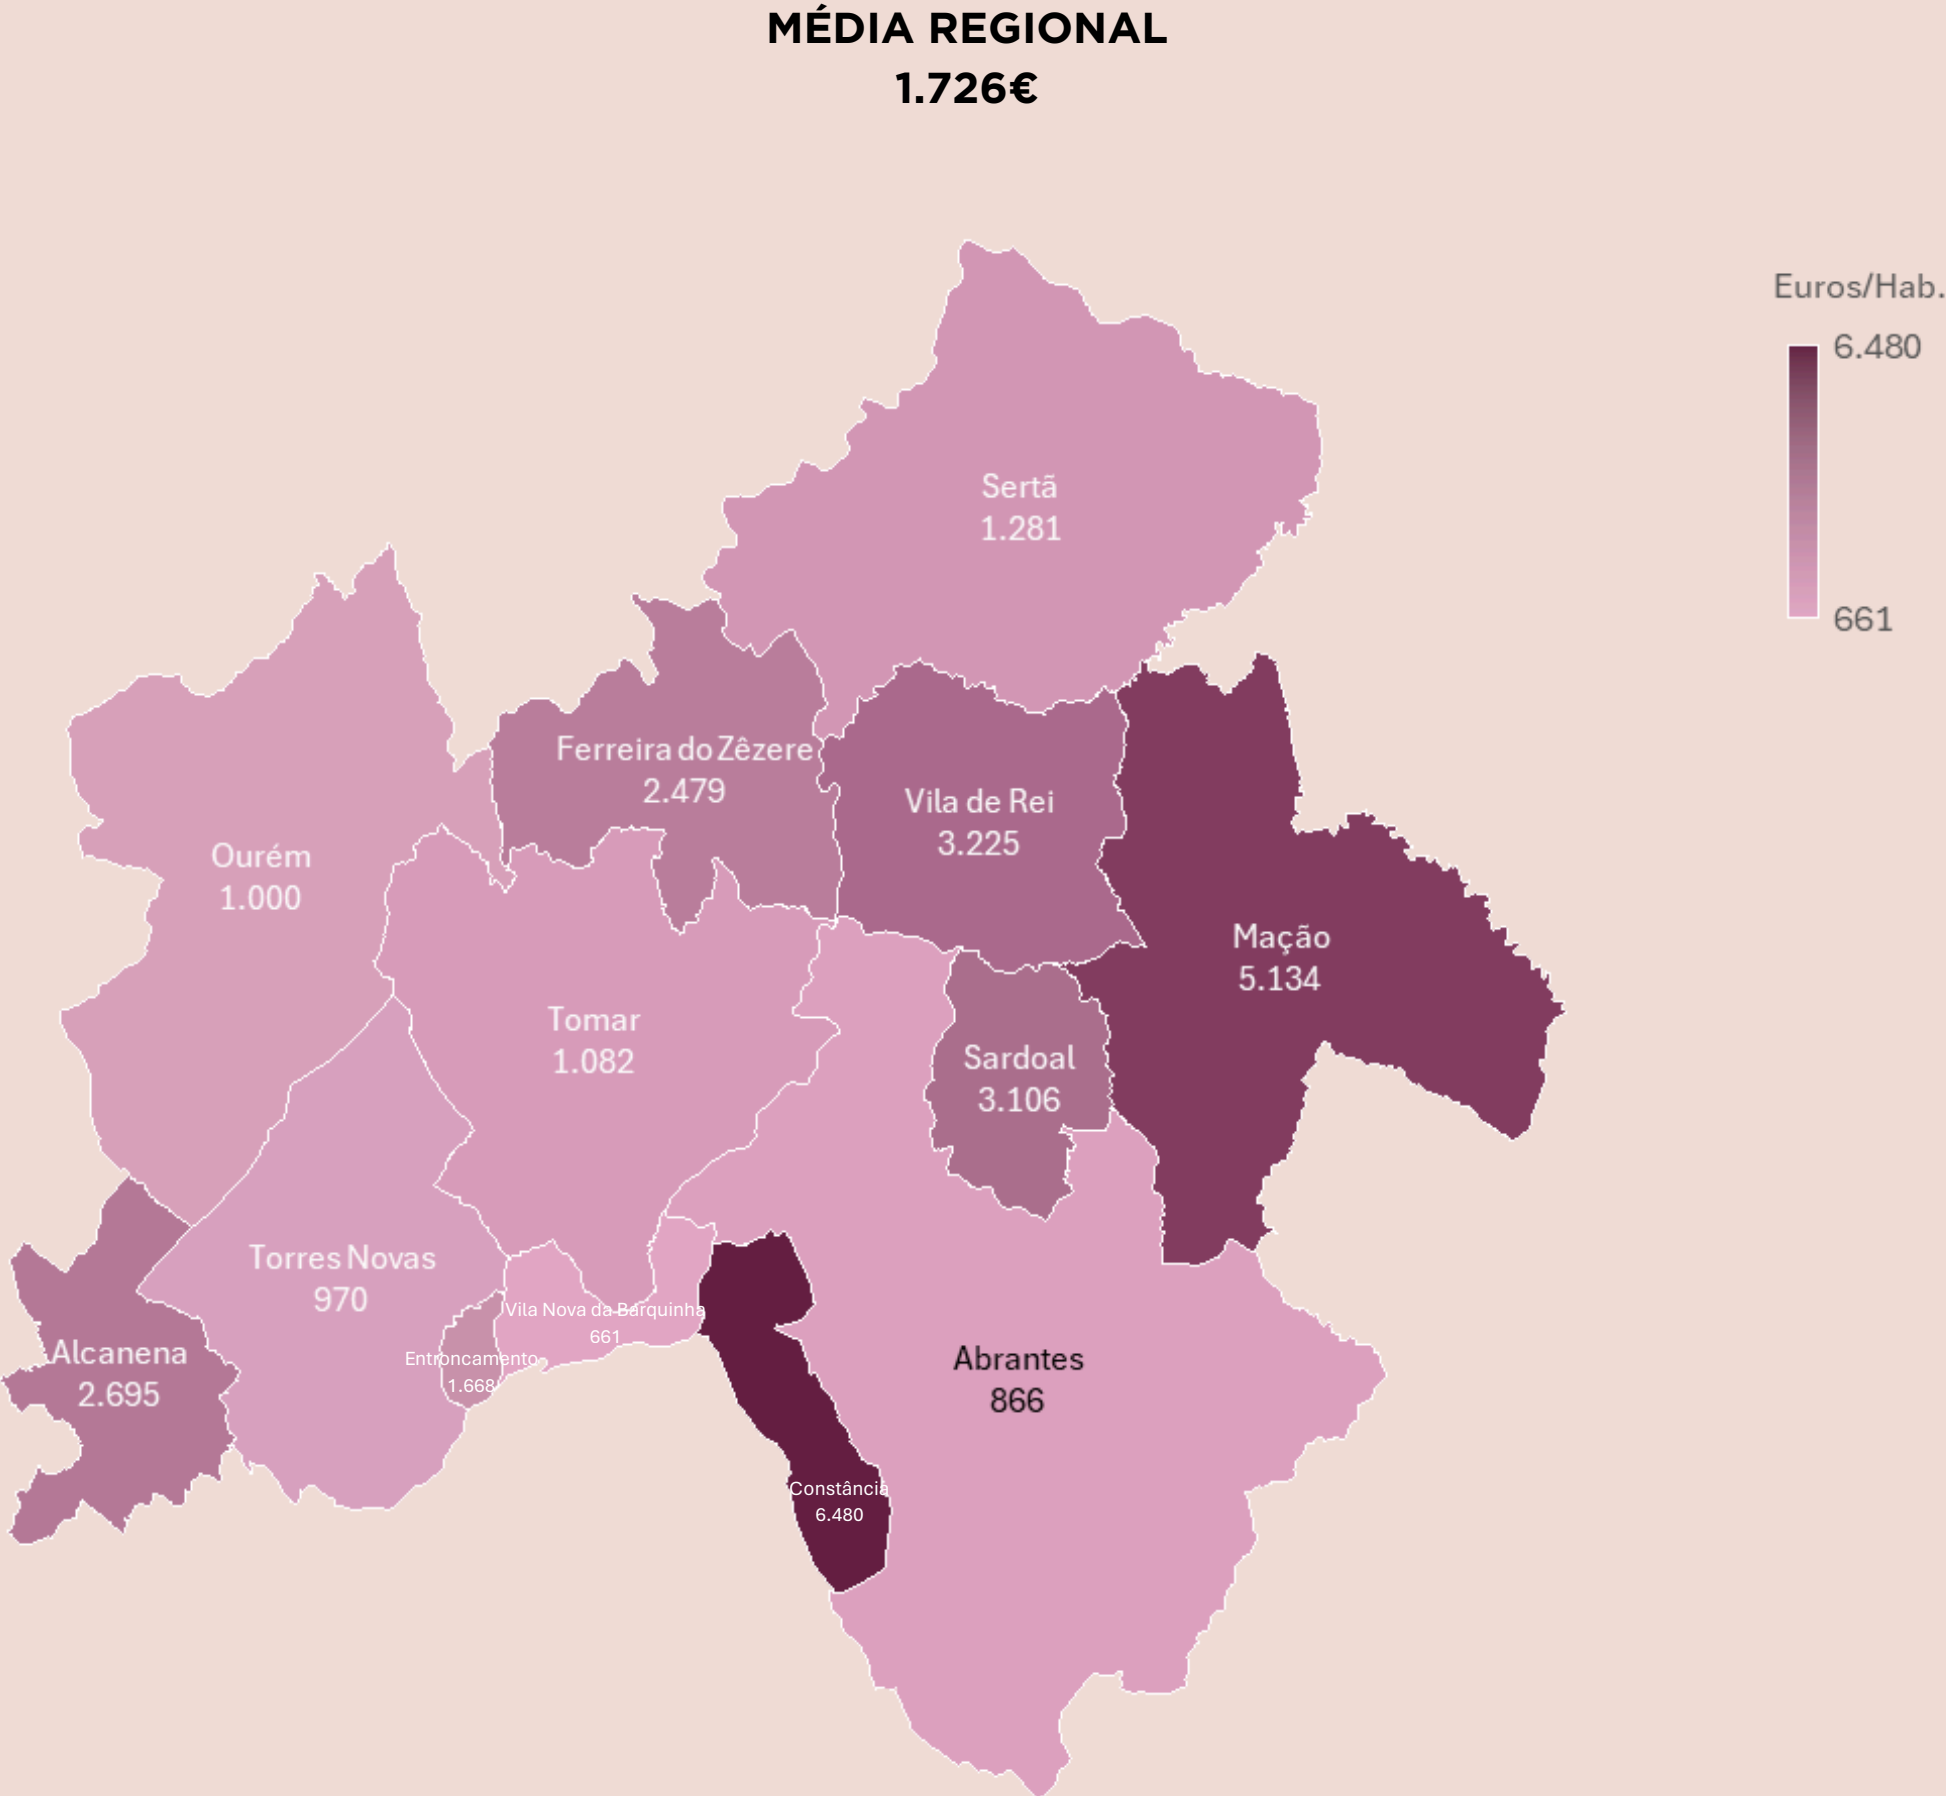 MÉDIA REGIONAL
1.726€
Euros/Hab.
6.480
661
Sertã
1.281
Ferreira do Zêzere
2.479
Vila de Rei
3.225
Ourém
1.000
Mação
5.134
Tomar
1.082
Sardoal
3.106
Torres Novas
970
Vila Nova da Barquinha
661
Alcanena
2.695
Entroncamento
1.668
Abrantes
866
Constância
6.480